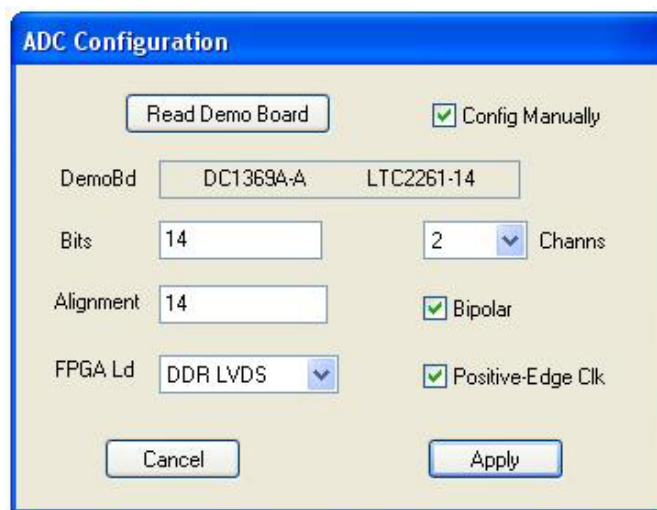 ADC Configuration
Read Demo Board
Config Manually
DemoBd DC1369A-A LTC2261-14
Bits 14 2 Channs
Alignment 14 Bipolar
FPGA Ld DDR LVDS Positive-Edge Clk
Cancel Apply